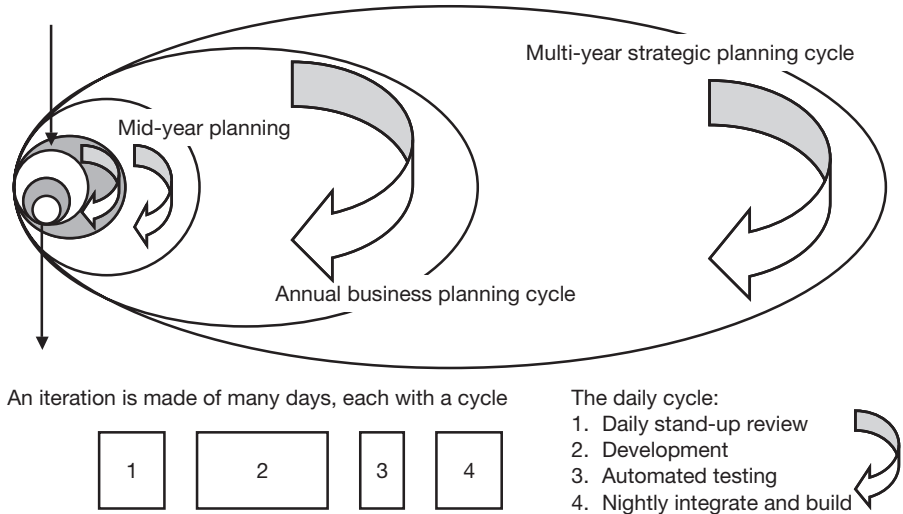 Multi-year strategic planning cycle
Mid-year planning
Annual business planning cycle
An iteration is made of many days, each with a cycle
1
2
3
4
The daily cycle:
1. Daily stand-up review
2. Development
3. Automated testing
4. Nightly integrate and build